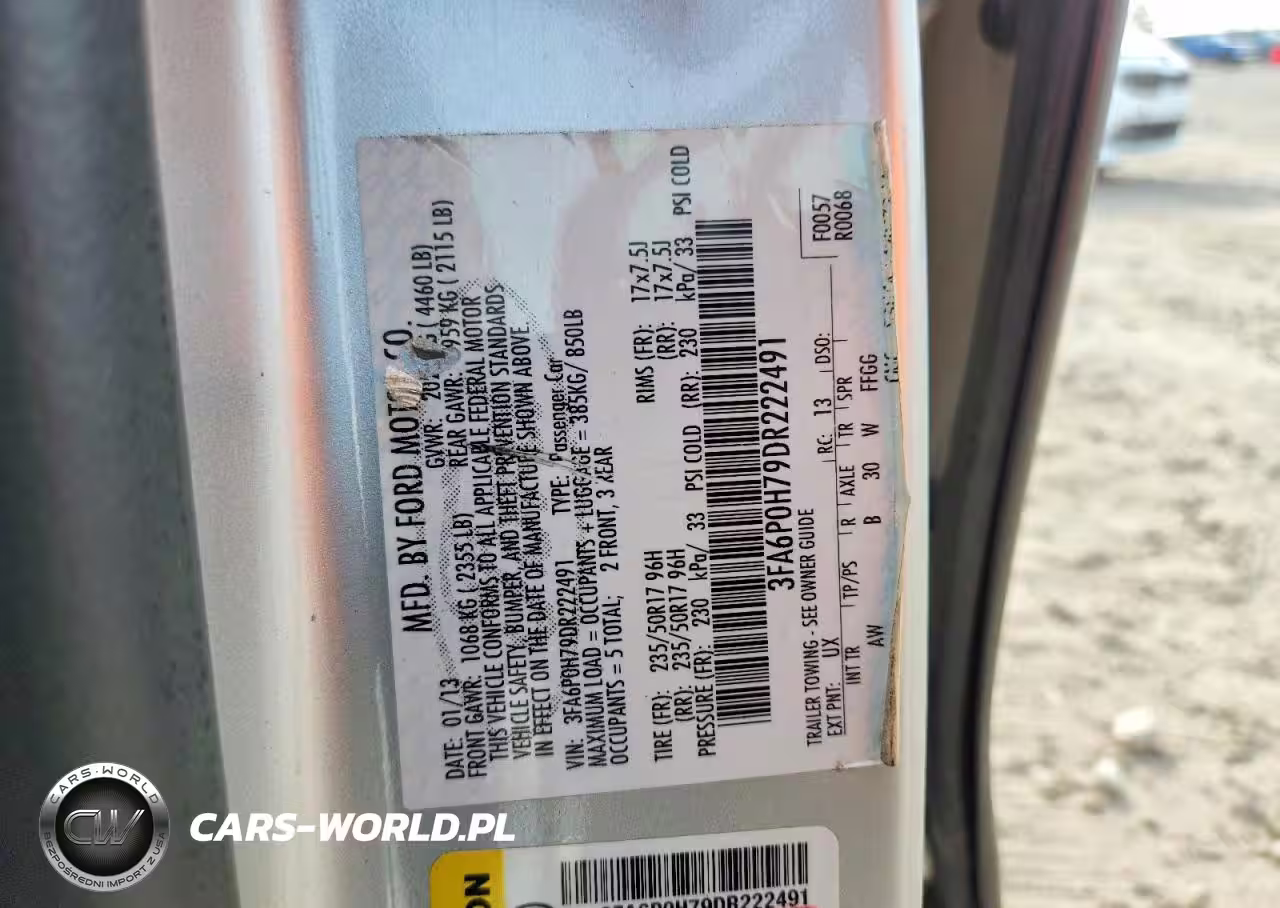 MFD. BY FORD MOTOR CO.
DATE: 01/13 GVWR: ( 4460 LB)
FRONT GAWR: 1068 KG ( 2355 LB) REAR GAWR: 959 KG ( 2115 LB)
THIS VEHICLE CONFORMS TO ALL APPLICABLE FEDERAL MOTOR
VEHICLE SAFETY, BUMPER, AND THEFT PREVENTION STANDARDS
IN EFFECT ON THE DATE OF MANUFACTURE SHOWN ABOVE
VIN: 3FA6P0H79DR222491 TYPE: Passenger Car
MAXIMUM LOAD = OCCUPANTS + LUGGAGE = 385KG/ 850LB
OCCUPANTS = 5 TOTAL, 2 FRONT, 3 REAR
TIRE (FR): 235/50R17 96H RIMS (FR): 17x7.5J
(RR): 235/50R17 96H (RR): 17x7.5J
PRESSURE (FR): 230 kPa/ 33 PSI COLD (RR): 230 kPa/ 33 PSI COLD
3FA6P0H79DR222491
TRAILER TOWING - SEE OWNER GUIDE F0057
EXT PNT: UX RC: 13 DSO: R0068
INT TR TP/PS R AXLE TR SPR
AW B 30 W FFGG
3FA6P0H79DR222491
CARS-WORLD
CW
BEZPOŚREDNI IMPORT Z USA
CARS-WORLD.PL